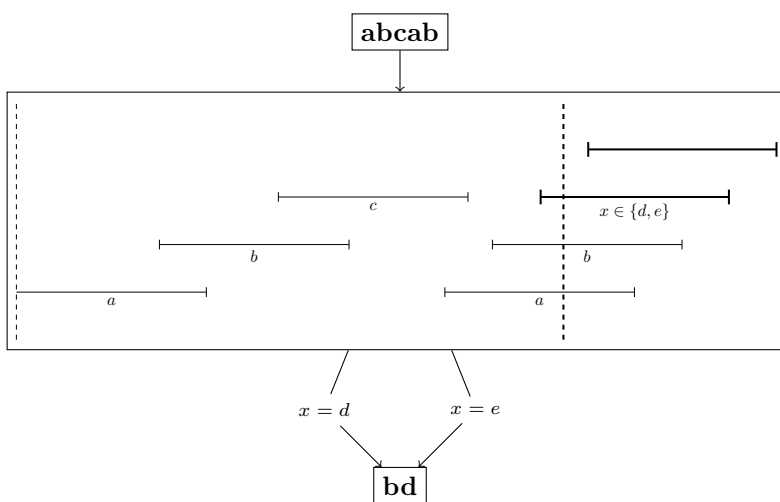 abcab
c
x ∈ {d, e}
b
b
a
a
x = d
x = e
bd